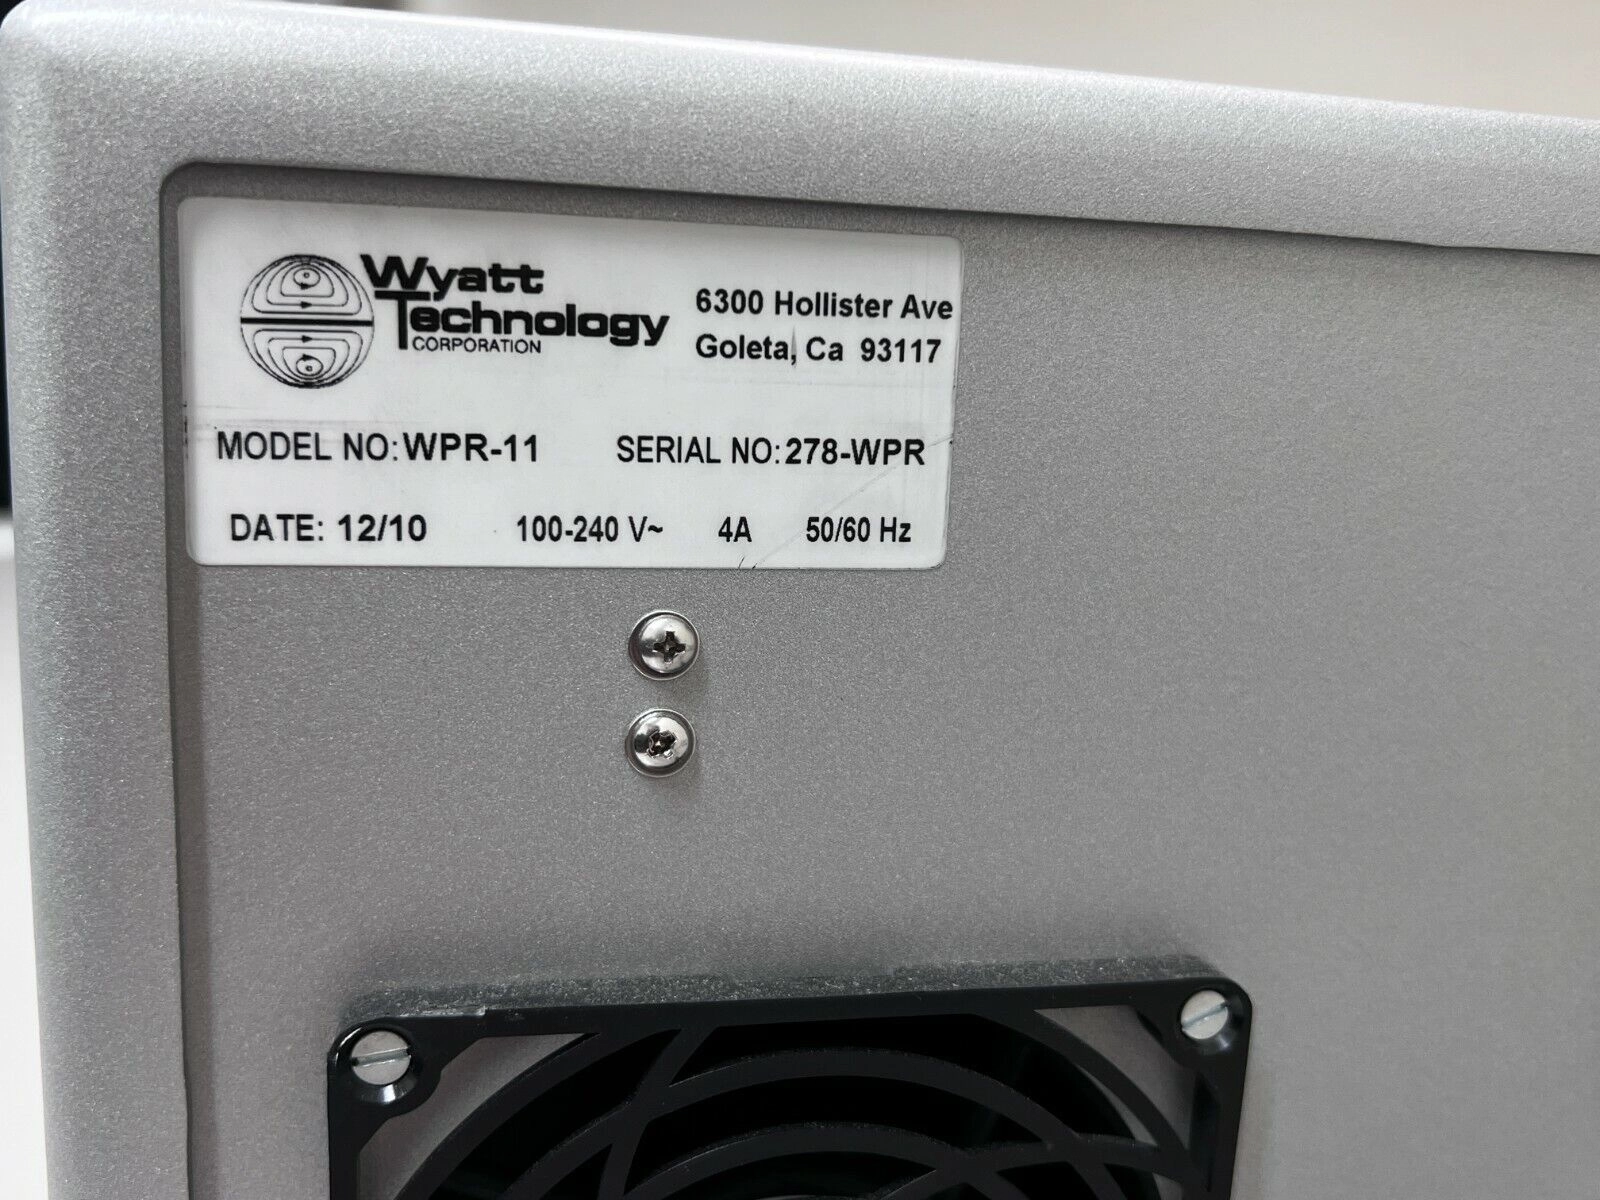 Wyatt
Technology
CORPORATION
6300 Hollister Ave
Goleta, Ca 93117
MODEL NO: WPR-11 SERIAL NO: 278-WPR
DATE: 12/10 100-240 V~ 4A 50/60 Hz